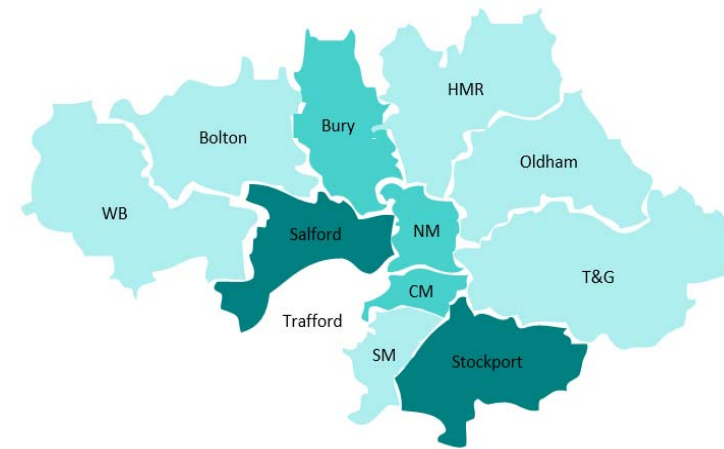 HMR
Bury
Bolton
Oldham
WB
Salford
NM
T&G
CM
Trafford
SM
Stockport